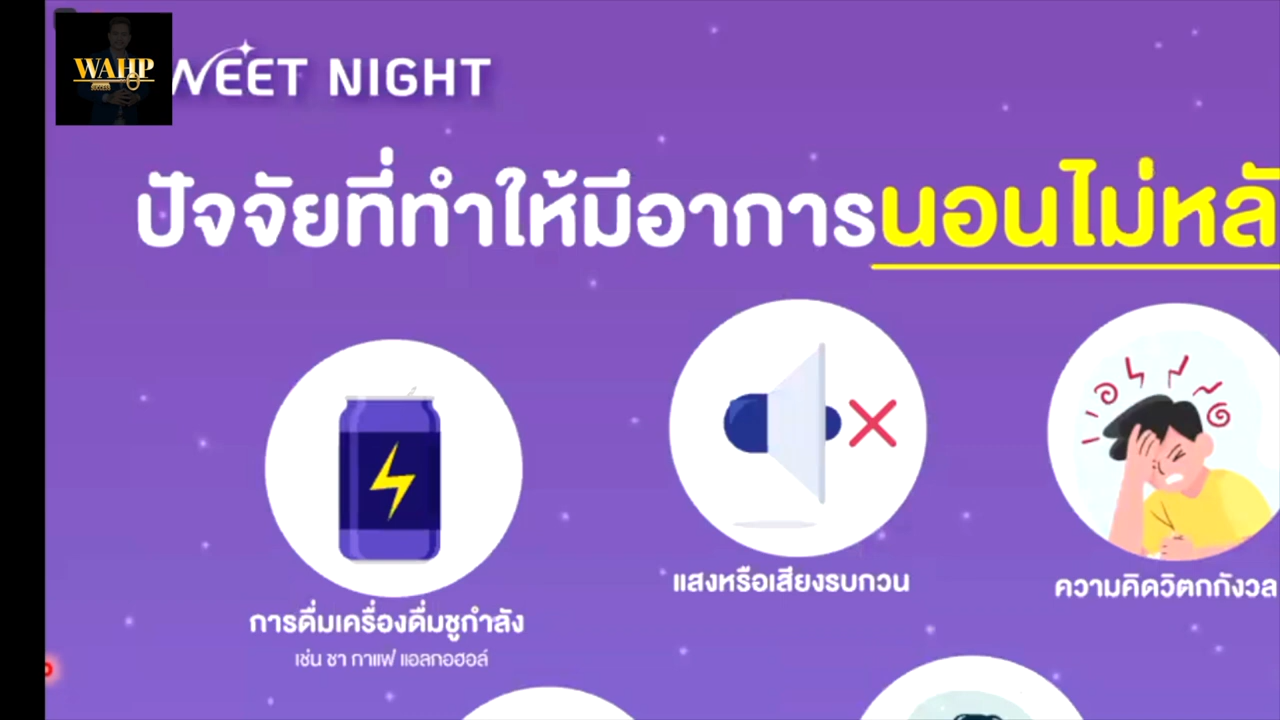 WAHP
WEET NIGHT
ปัจจัยที่ทำให้มีอาการนอนไม่หลั
แสงหรือเสียงรบกวน
ความคิดวิตกกังวล
การดื่มเครื่องดื่มชูกำลัง
เช่น ชา กาแฟ แอลกอฮอล์